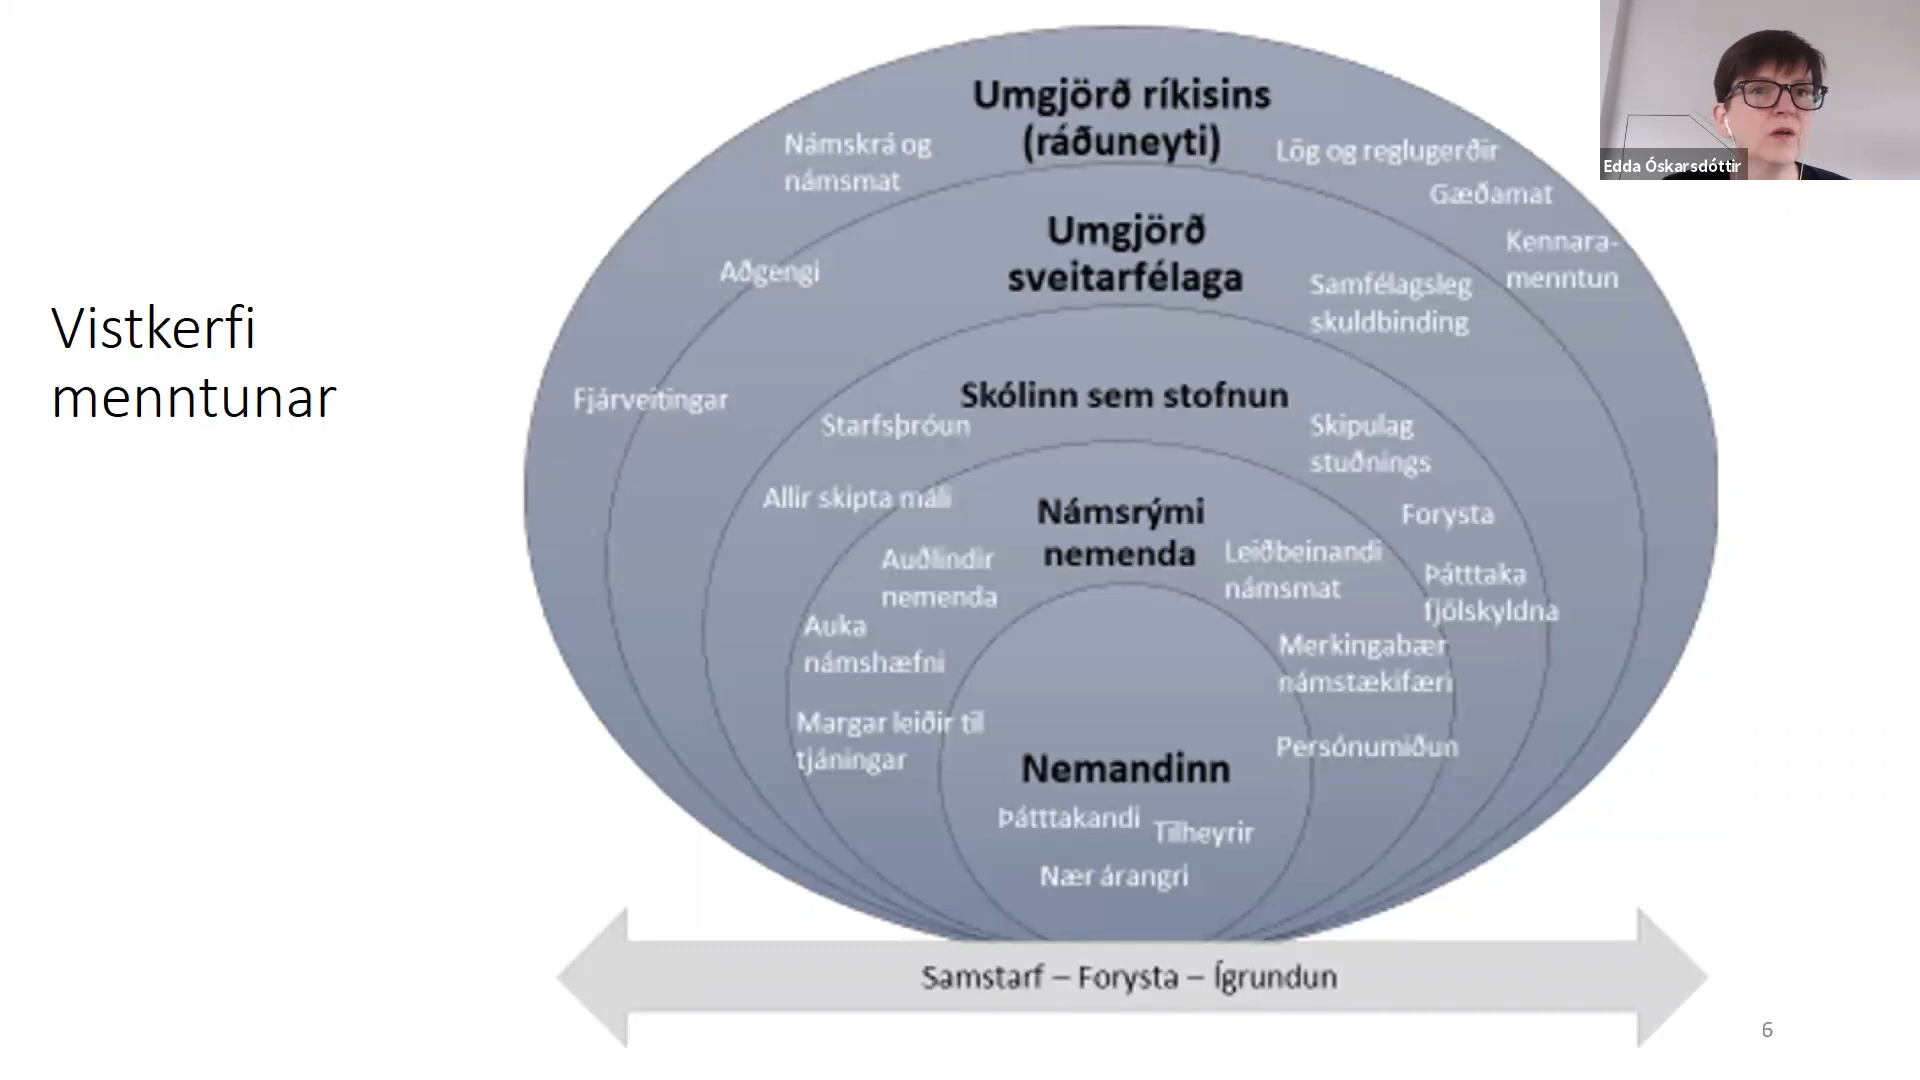 Vistkerfi
menntunar
Umgjörð ríkisins
(ráðuneyti)
Námskrá og
námsmat
Lög og reglugerðir
Gæðamat
Kennara-
menntun
Aðgengi
Fjárveitingar
Umgjörð
sveitarfélaga
Samfélagsleg
skuldbinding
Skólinn sem stofnun
Starfsþróun
Allir skipta máli
Skipulag
stuðnings
Forysta
Þátttaka
fjölskyldna
Námsrými
nemenda
Auðlindir
nemenda
Auka
námshæfni
Margar leiðir til
tjáningar
Leiðbeinandi
námsmat
Merkingabær
námstækifæri
Persónumiðun
Nemandinn
Þátttakandi
Tilheyrir
Nær árangri
Samstarf – Forysta – Ígrundun
6
Edda Óskarsdóttir